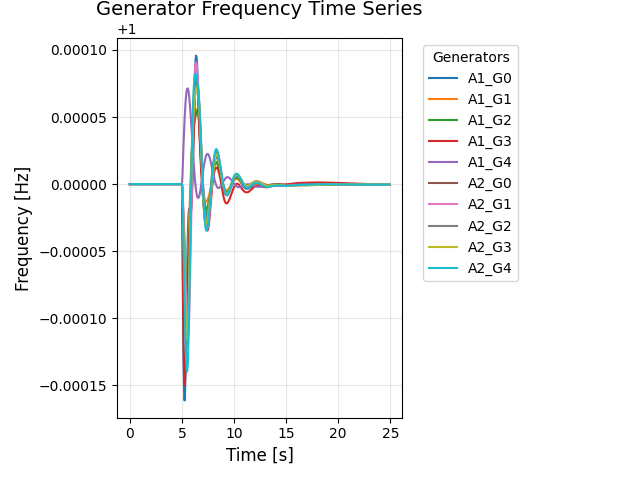 Generator Frequency Time Series
+1
0.00010
0.00005
0.00000
−0.00005
−0.00010
−0.00015
Frequency [Hz]
0 5 10 15 20 25
Time [s]
Generators
A1_G0
A1_G1
A1_G2
A1_G3
A1_G4
A2_G0
A2_G1
A2_G2
A2_G3
A2_G4